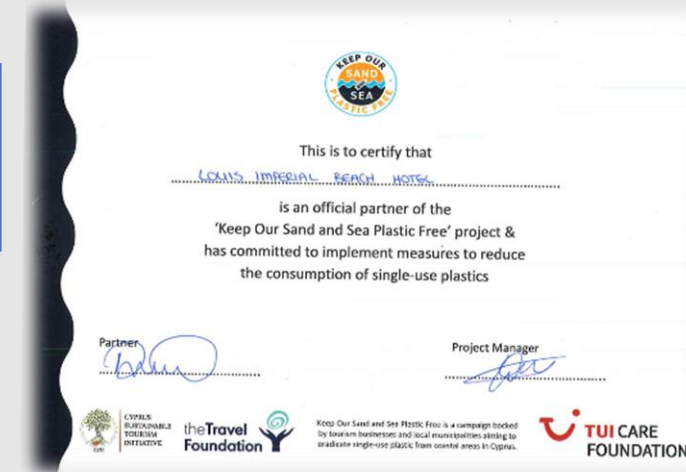 KEEP OUR
SAND
SEA
PLASTIC FREE
This is to certify that
LOUIS IMPERIAL BEACH HOTEL
is an official partner of the
'Keep Our Sand and Sea Plastic Free' project &
has committed to implement measures to reduce
the consumption of single-use plastics
Partner
Project Manager
CYPRUS
SUSTAINABLE
TOURISM
INITIATIVE
theTravel
Foundation
Keep Our Sand and Sea Plastic Free is a campaign backed
by tourism businesses and local municipalities aiming to
eradicate single-use plastic from coastal areas in Cyprus.
TUI CARE
FOUNDATION